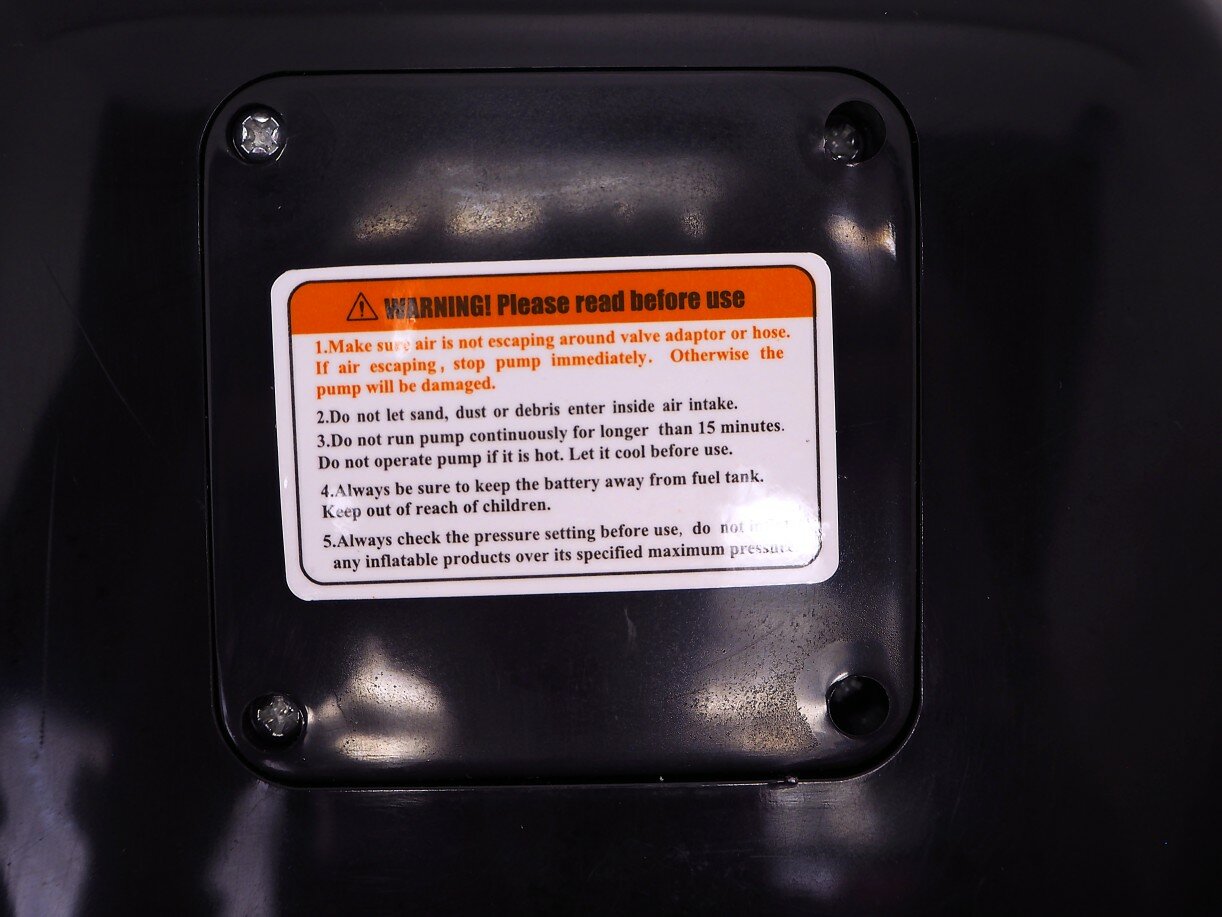 WARNING! Please read before use
1.Make sure air is not escaping around valve adaptor or hose.
If air escaping, stop pump immediately. Otherwise the
pump will be damaged.
2.Do not let sand, dust or debris enter inside air intake.
3.Do not run pump continuously for longer than 15 minutes.
Do not operate pump if it is hot. Let it cool before use.
4.Always be sure to keep the battery away from fuel tank.
Keep out of reach of children.
5.Always check the pressure setting before use, do not
any inflatable products over its specified maximum pressure